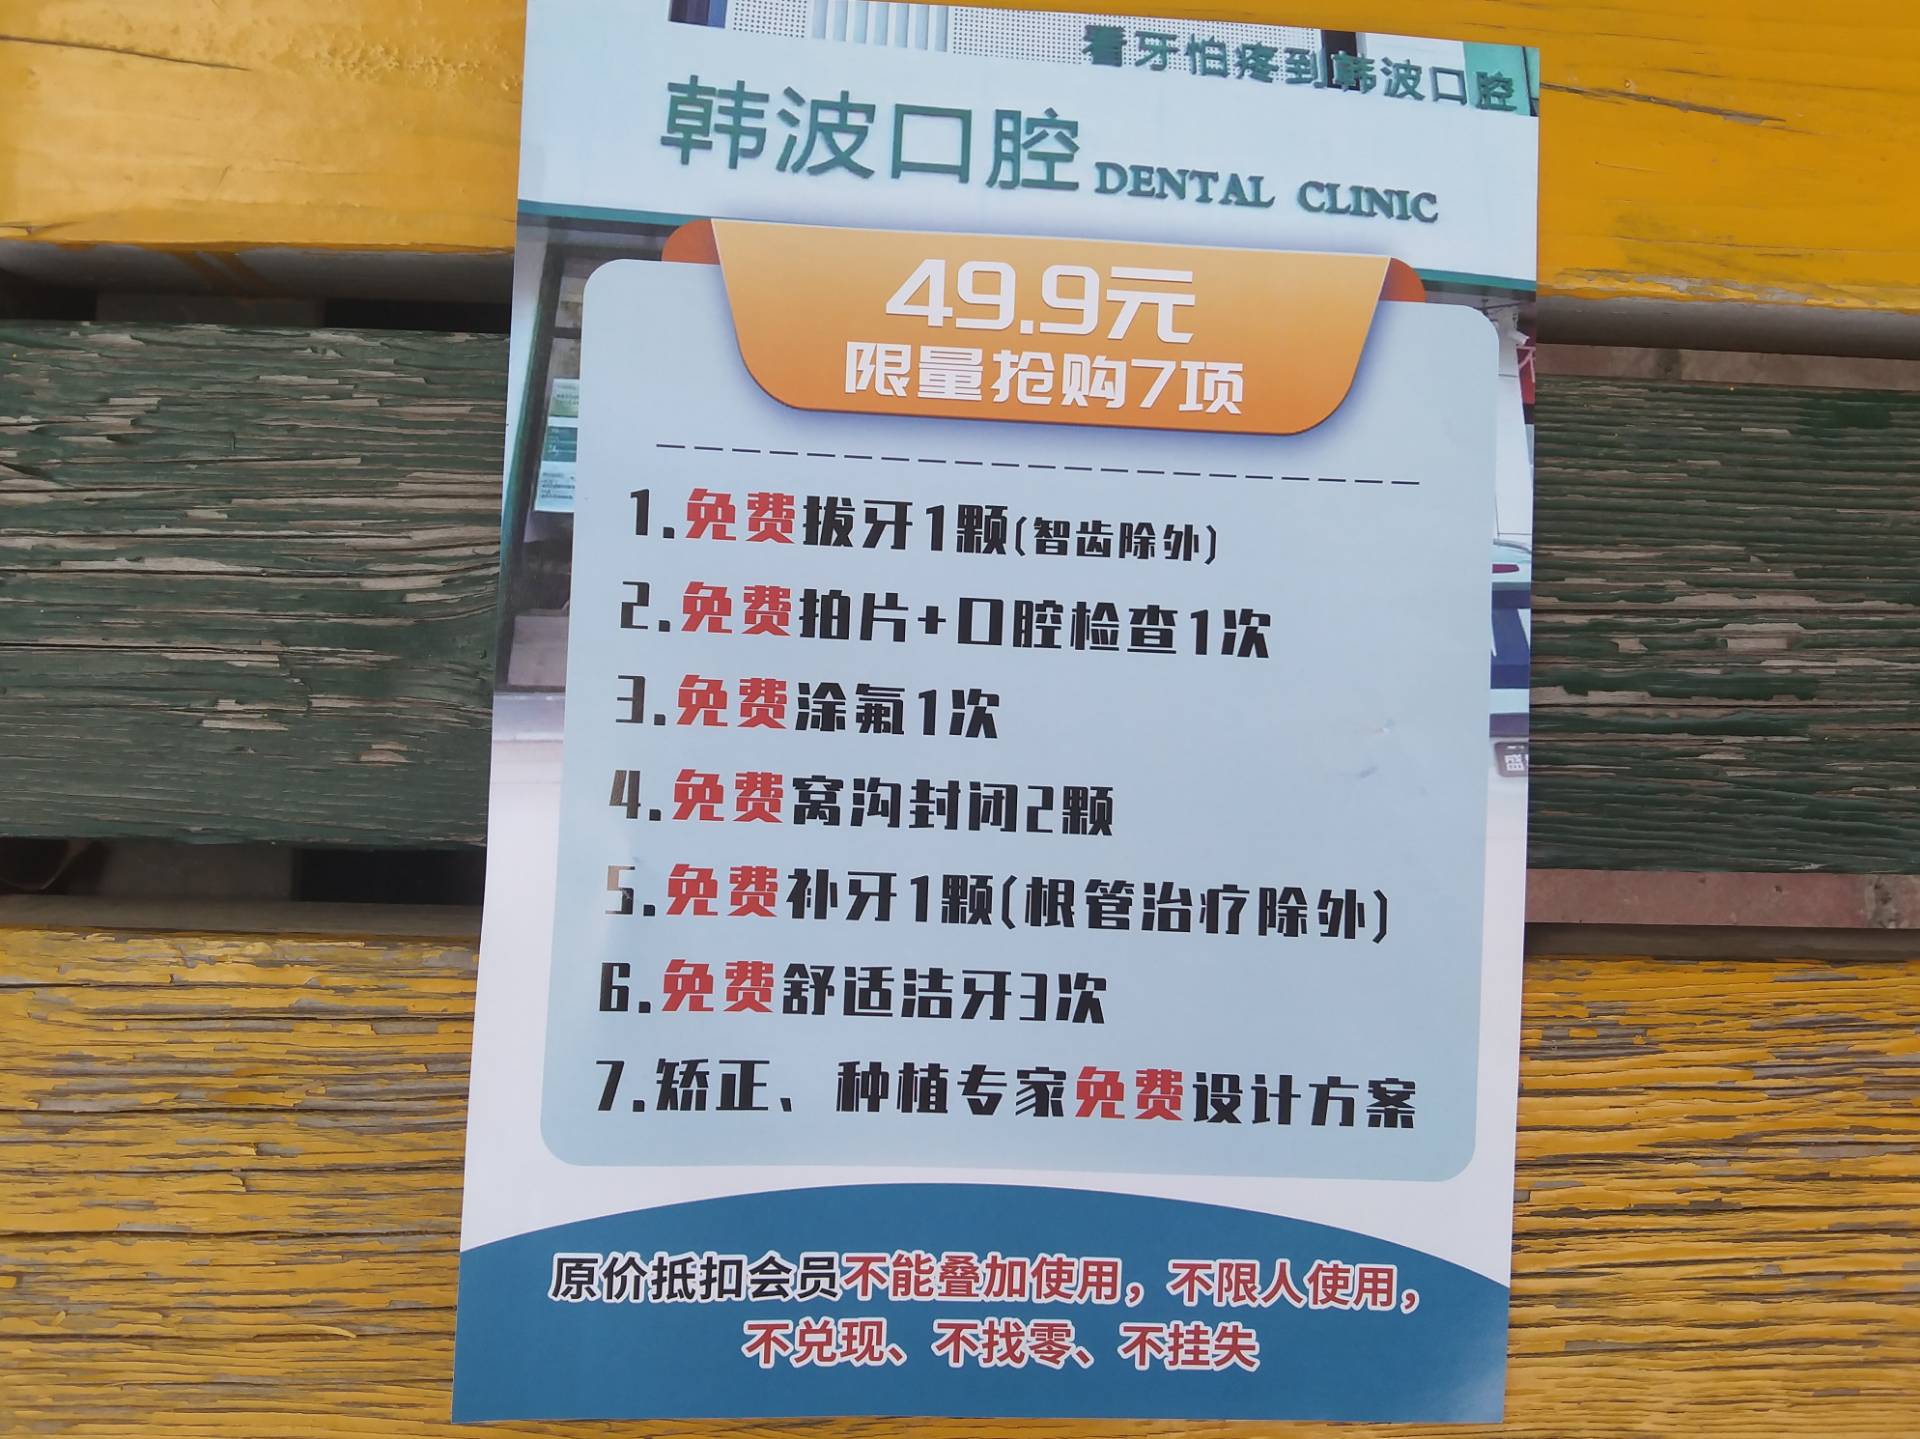 看牙怕疼到韩波口腔
韩波口腔 DENTAL CLINIC
49.9元
限量抢购7项
1.免费拔牙1颗(智齿除外)
2.免费拍片+口腔检查1次
3.免费涂氟1次
4.免费窝沟封闭2颗
5.免费补牙1颗(根管治疗除外)
6.免费舒适洁牙3次
7.矫正、种植专家免费设计方案
原价抵扣会员不能叠加使用，不限人使用，
不兑现、不找零、不挂失